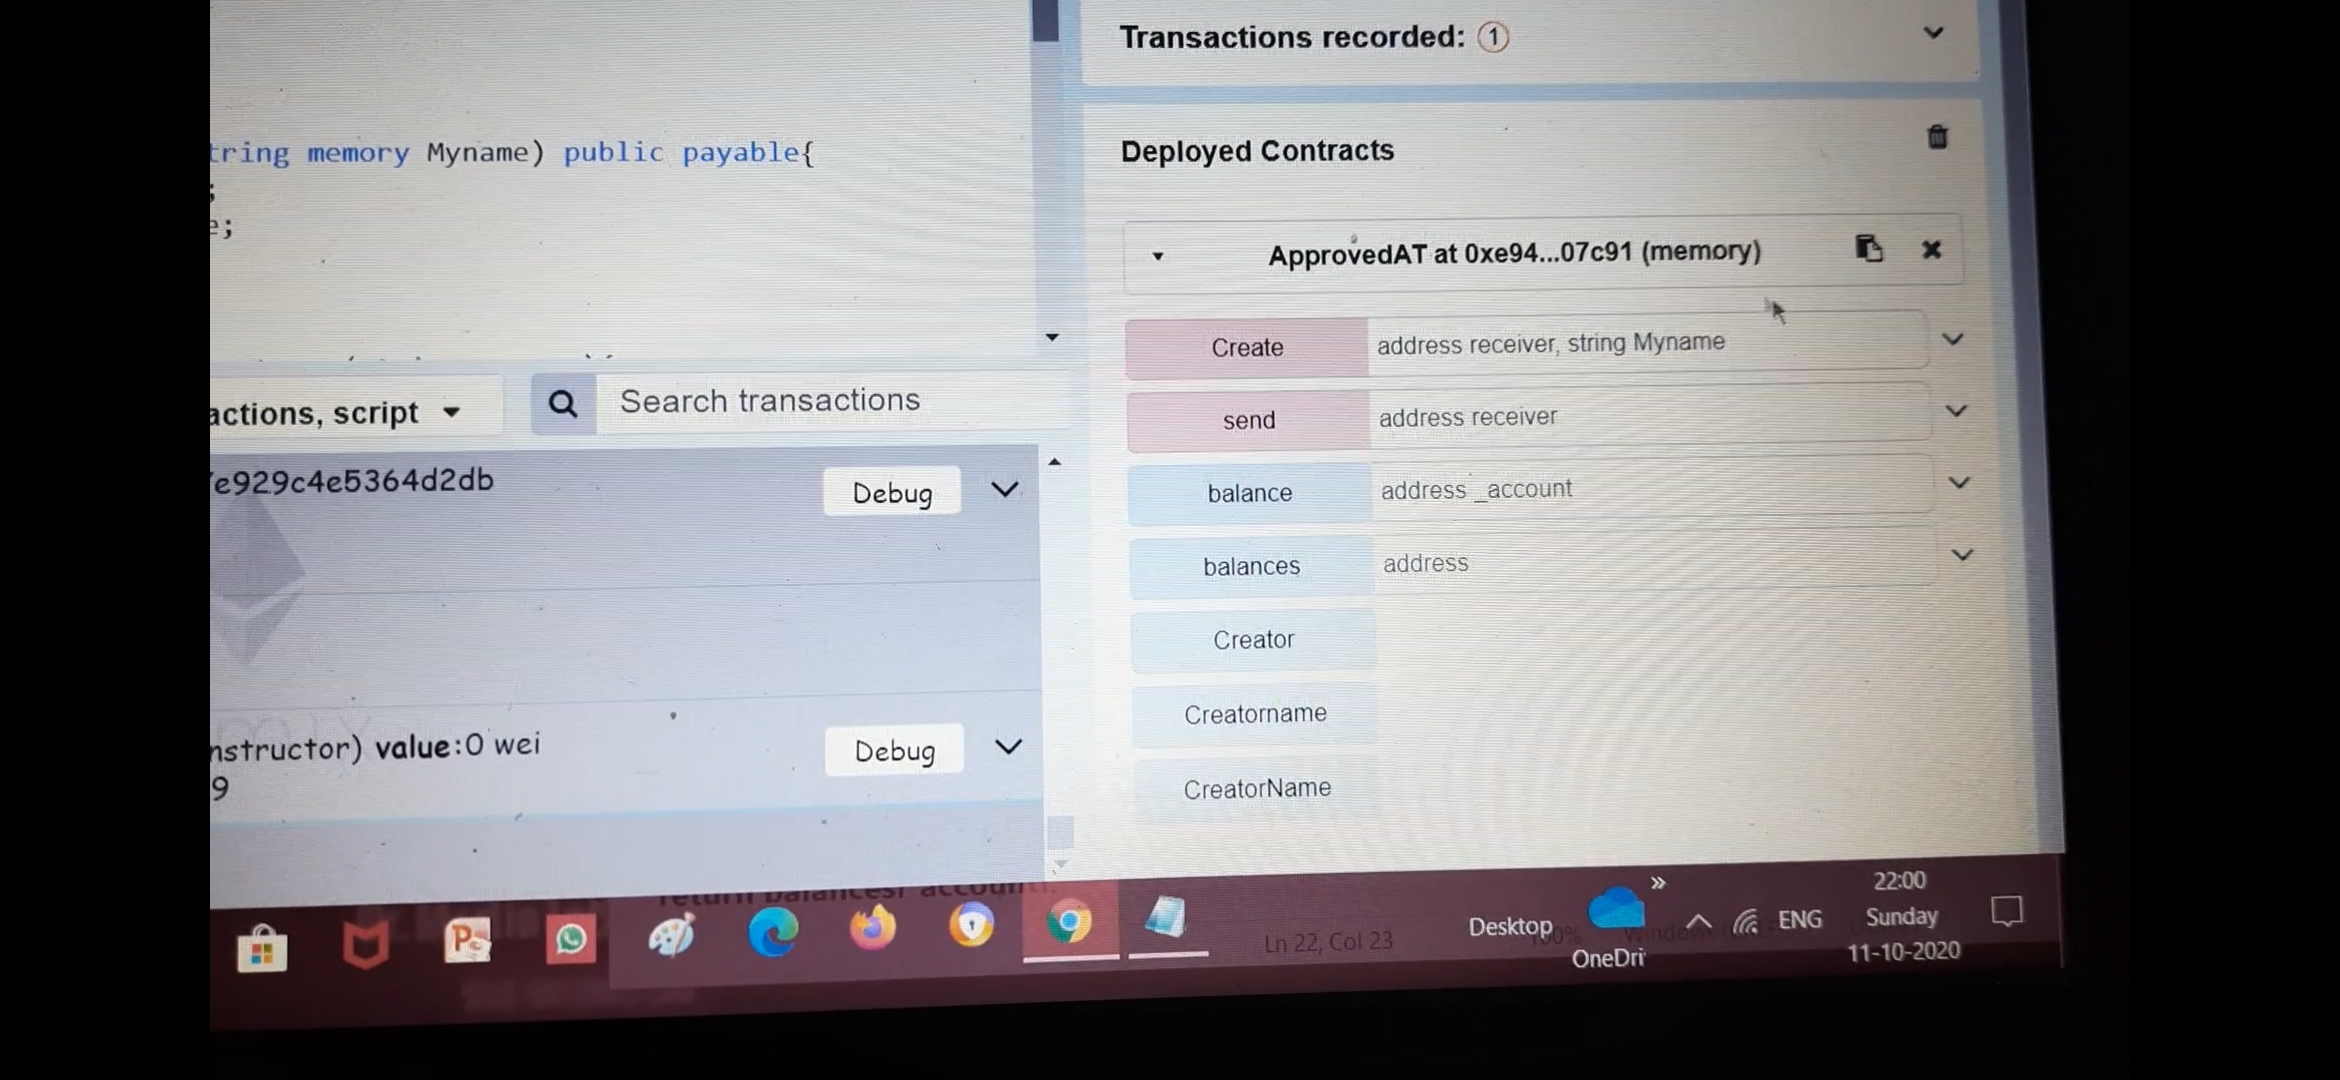 Transactions recorded: 1
Deployed Contracts
tring memory Myname) public payable{
;
e;
ApprovedAT at 0xe94...07c91 (memory)
Create address receiver, string Myname
send address receiver
balance address _account
balances address
Creator
Creatorname
CreatorName
actions, script
Search transactions
e929c4e5364d2db
Debug
nstructor) value:0 wei
9
Debug
Ln 22, Col 23
Desktop
»
OneDri
ENG
22:00
Sunday
11-10-2020